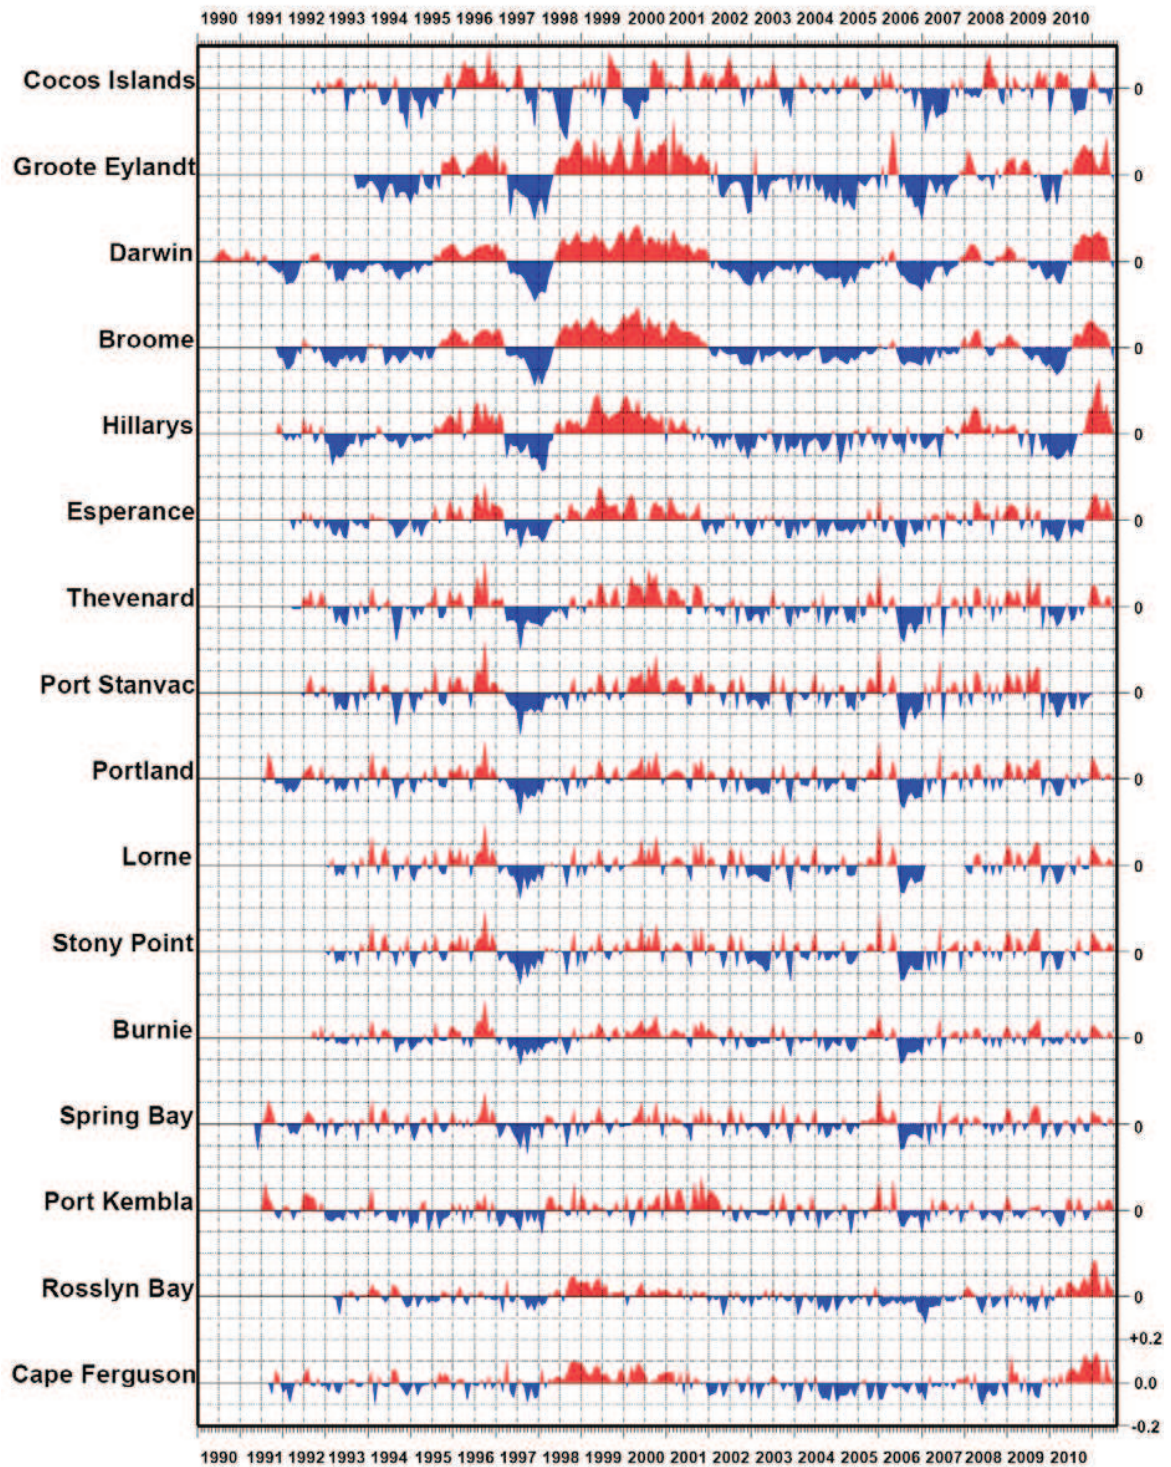 1990 1991 1992 1993 1994 1995 1996 1997 1998 1999 2000 2001 2002 2003 2004 2005 2006 2007 2008 2009 2010
Cocos Islands 0
Groote Eylandt 0
Darwin 0
Broome 0
Hillarys 0
Esperance 0
Thevenard 0
Port Stanvac 0
Portland 0
Lorne 0
Stony Point 0
Burnie 0
Spring Bay 0
Port Kembla 0
Rosslyn Bay 0
+0.2
Cape Ferguson 0.0
-0.2
1990 1991 1992 1993 1994 1995 1996 1997 1998 1999 2000 2001 2002 2003 2004 2005 2006 2007 2008 2009 2010